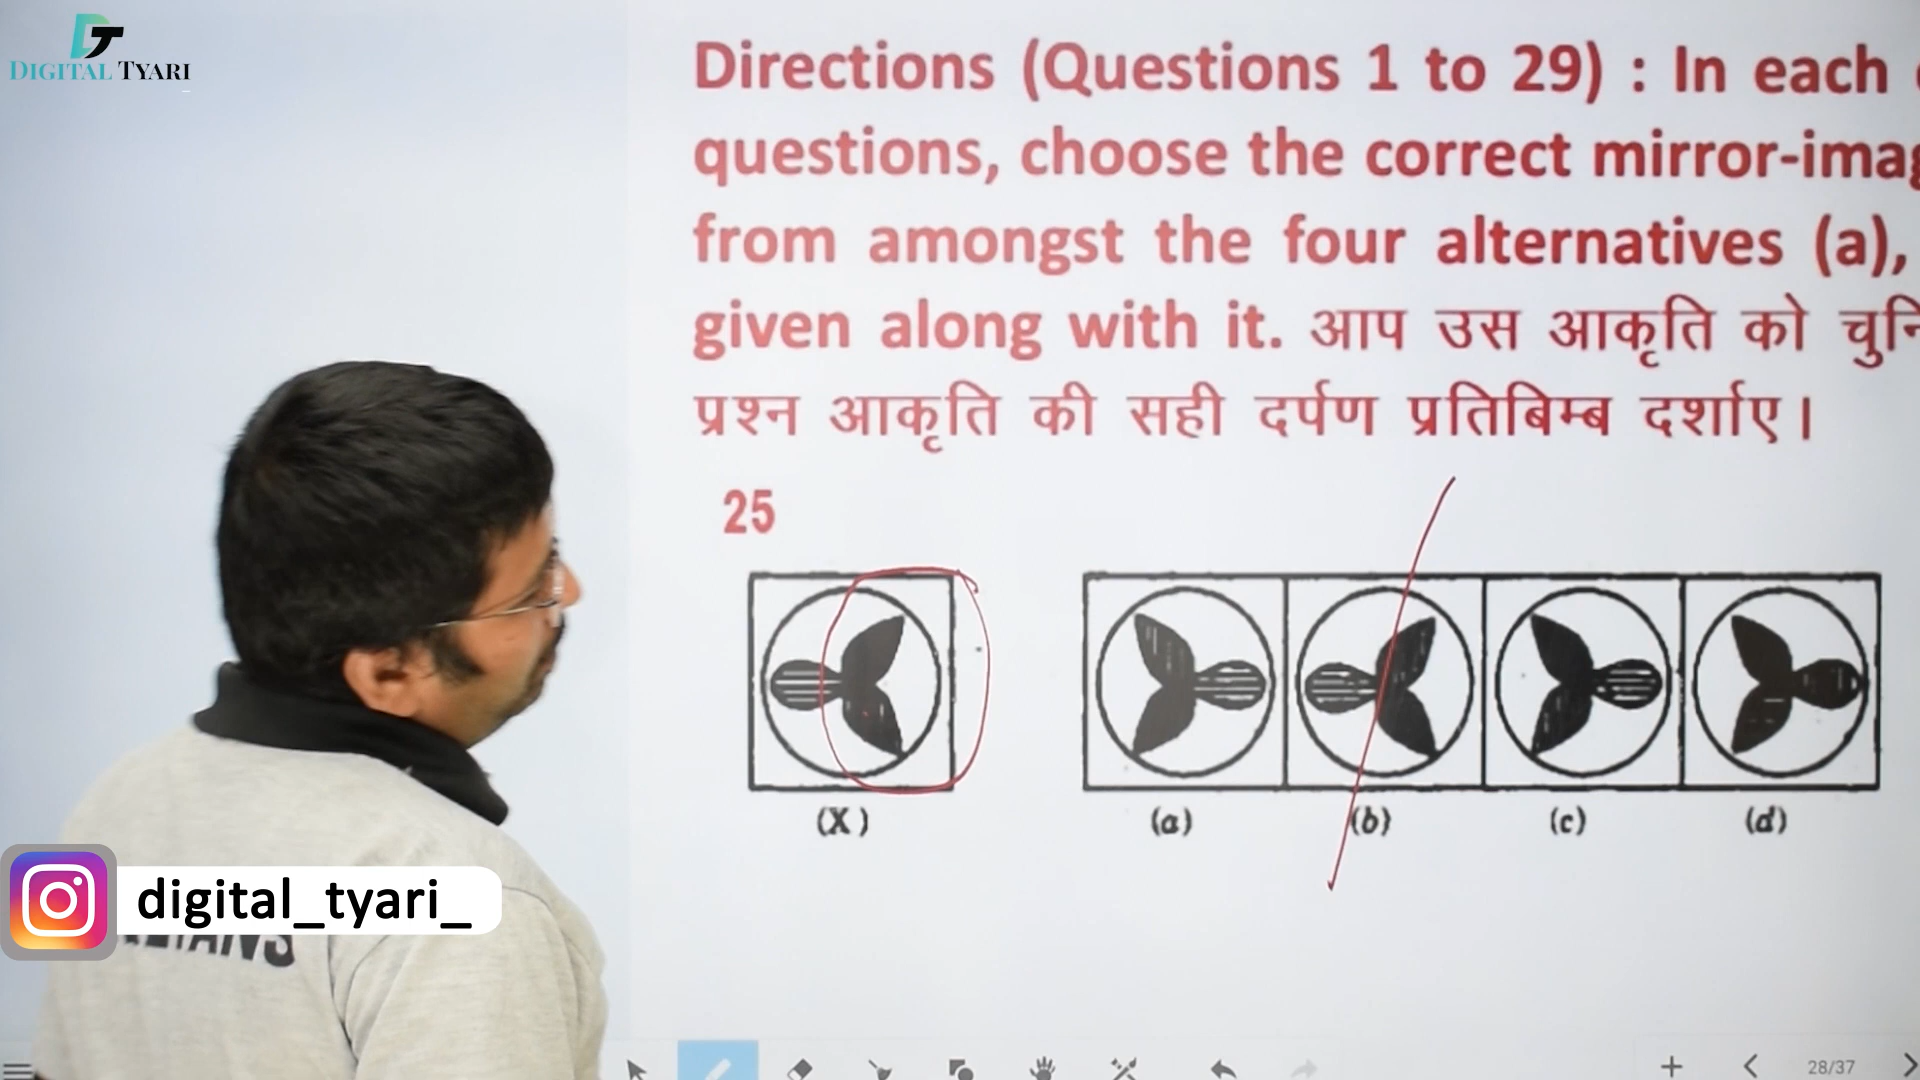 DT
DIGITAL TYARI
Directions (Questions 1 to 29) : In each
questions, choose the correct mirror-imag
from amongst the four alternatives (a),
given along with it. आप उस आकृति को चुनि
प्रश्न आकृति की सही दर्पण प्रतिबिम्ब दर्शाए।
25
(X) (a) (b) (c) (d)
digital_tyari_
28/37